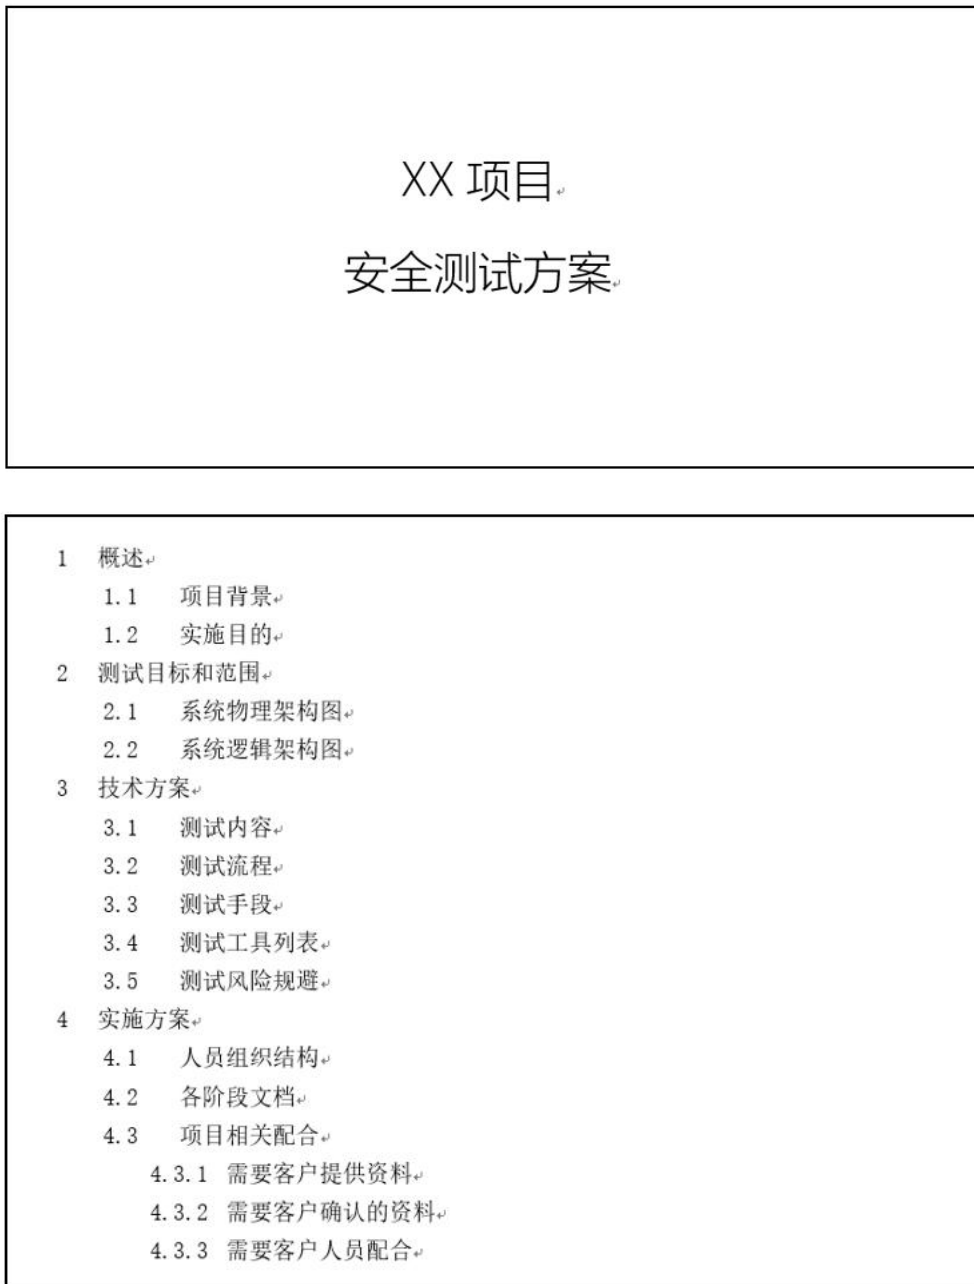 XX 项目
安全测试方案
1 概述
1.1 项目背景
1.2 实施目的
2 测试目标和范围
2.1 系统物理架构图
2.2 系统逻辑架构图
3 技术方案
3.1 测试内容
3.2 测试流程
3.3 测试手段
3.4 测试工具列表
3.5 测试风险规避
4 实施方案
4.1 人员组织结构
4.2 各阶段文档
4.3 项目相关配合
4.3.1 需要客户提供资料
4.3.2 需要客户确认的资料
4.3.3 需要客户人员配合